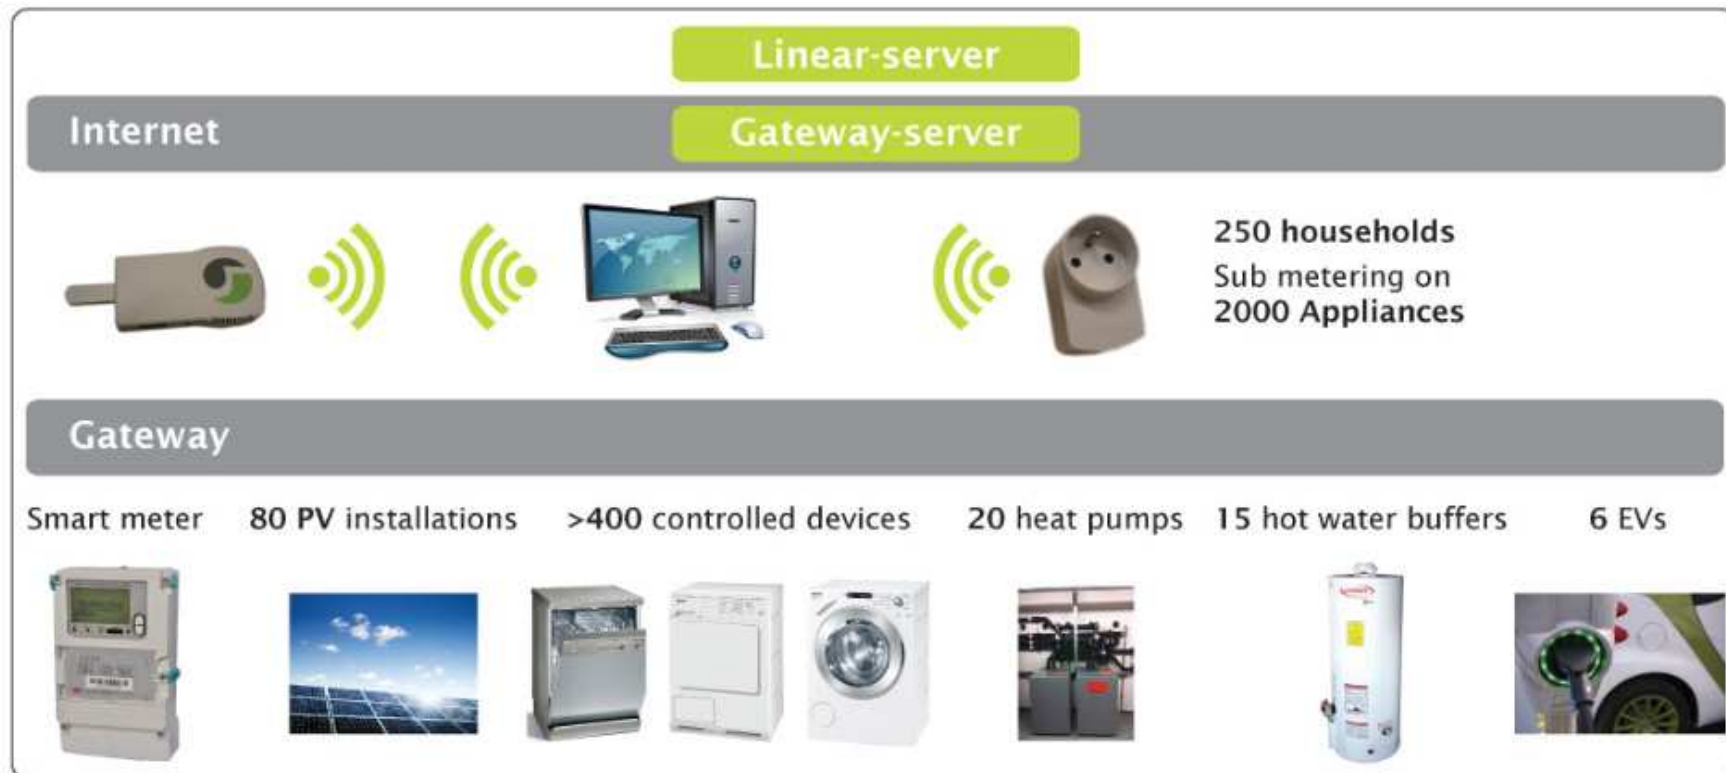 Linear-server
Internet
Gateway-server
250 households
Sub metering on
2000 Appliances
Gateway
Smart meter
80 PV installations
>400 controlled devices
20 heat pumps
15 hot water buffers
6 EVs